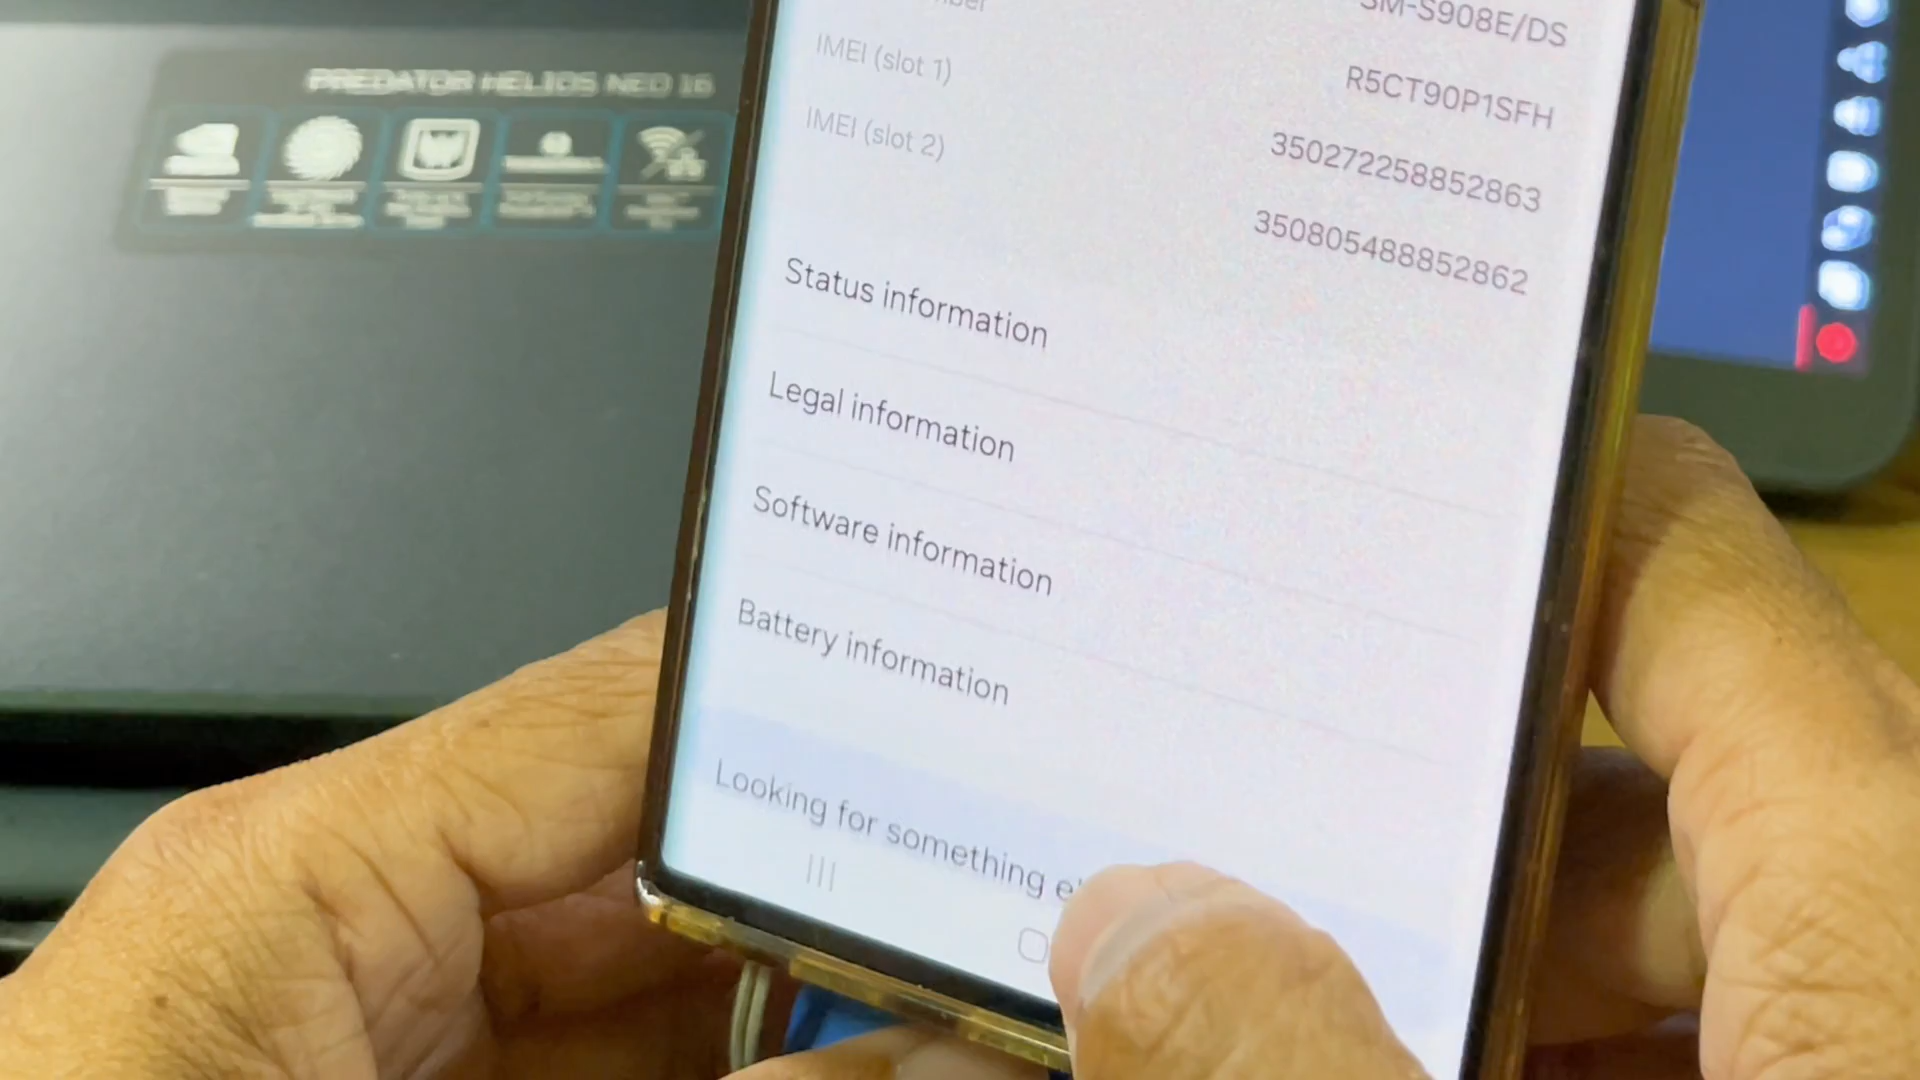 PREDATOR HELIOS NEO 16
SM-S908E/DS
R5CT90P1SFH
IMEI (slot 1)
350272258852863
IMEI (slot 2)
350805488852862
Status information
Legal information
Software information
Battery information
Looking for something